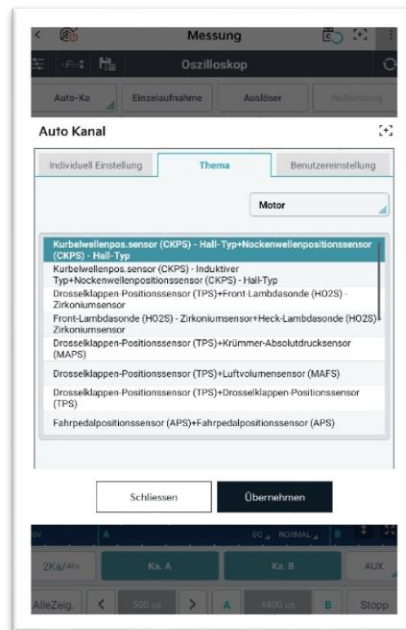 Messung
Oszilloskop
Auto-Ka
Einzelaufnahme
Auslöser
Nullsetzung
Auto Kanal
Individuell Einstellung
Thema
Benutzereinstellung
Motor
Kurbelwellenpos.sensor (CKPS) - Hall-Typ+Nockenwellenpositionssensor
(CKPS) - Hall-Typ
Kurbelwellenpos.sensor (CKPS) - Induktiver
Typ+Nockenwellenpositionssensor (CKPS) - Hall-Typ
Drosselklappen-Positionssensor (TPS)+Front-Lambdasonde (HO2S) -
Zirkoniumsensor
Front-Lambdasonde (HO2S) - Zirkoniumsensor+Heck-Lambdasonde (HO2S)-
Zirkoniumsensor
Drosselklappen-Positionssensor (TPS)+Krümmer-Absolutdrucksensor
(MAPS)
Drosselklappen-Positionssensor (TPS)+Luftvolumensensor (MAFS)
Drosselklappen-Positionssensor (TPS)+Drosselklappen-Positionssensor
(TPS)
Fahrpedalpositionssensor (APS)+Fahrpedalpositionssensor (APS)
Schliessen
Übernehmen
A
DC
NORMAL
B
2Ka/4Ka
Ka. A
Ka. B
AUX
AlleZeig.
<
500 us
>
A
4800 us
B
Stopp